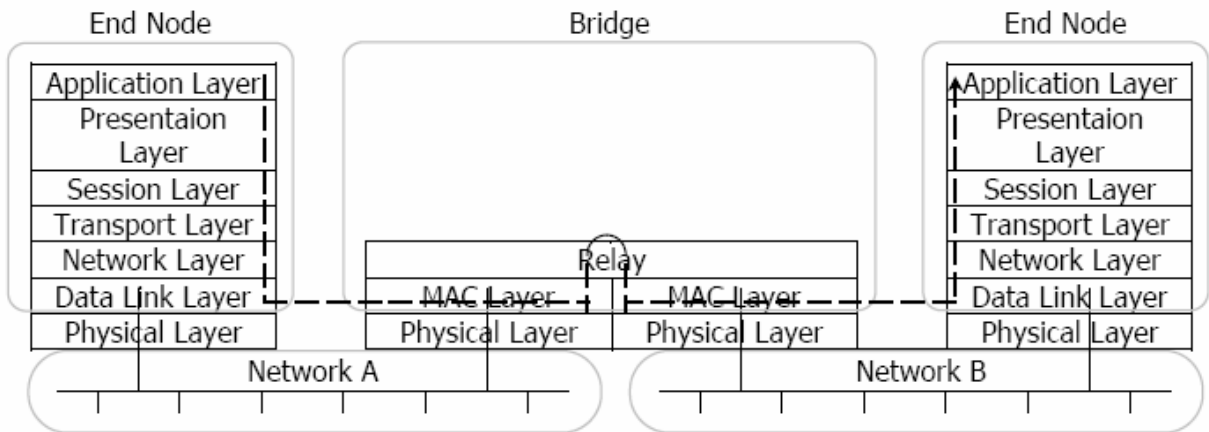 End Node
Bridge
End Node
Application Layer
Presentaion
Layer
Session Layer
Transport Layer
Network Layer
Data Link Layer
Physical Layer
Relay
MAC Layer
MAC Layer
Physical Layer
Physical Layer
Application Layer
Presentaion
Layer
Session Layer
Transport Layer
Network Layer
Data Link Layer
Physical Layer
Network A
Network B